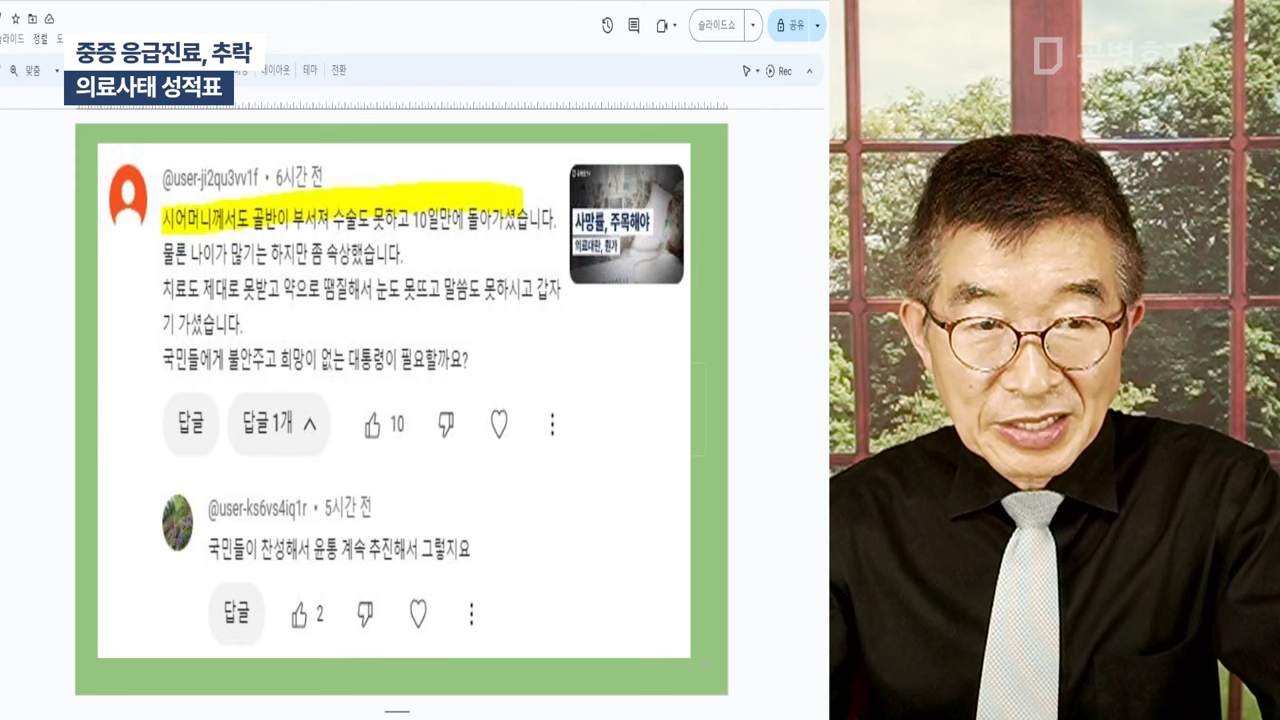 슬라이드쇼
공유
중증 응급진료, 추락
의료사태 성적표
맞춤
테마
전환
Rec
공병호TV
@user-ji2qu3vv1f • 6시간 전
시어머니께서도 골반이 부서져 수술도 못하고 10일만에 돌아가셨습니다.
물론 나이가 많기는 하지만 좀 속상했습니다.
치료도 제대로 못받고 약으로 땜질해서 눈도 못뜨고 말씀도 못하시고 갑자
기 가셨습니다.
국민들에게 불안주고 희망이 없는 대통령이 필요할까요?
사망률, 주목해야
의료대란, 뭔가
답글
답글 1개
10
@user-ks6vs4iq1r • 5시간 전
국민들이 찬성해서 윤통 계속 추진해서 그렇지요
답글
2